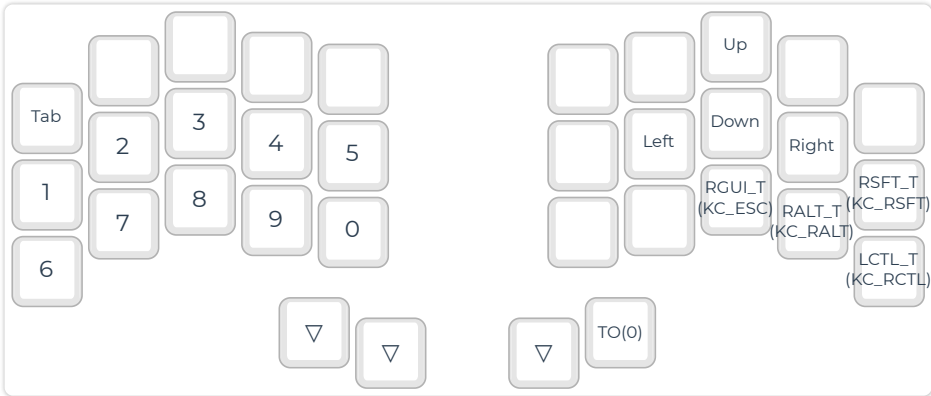 Up
Tab
3
Down
2
4
Left
Right
5
1
8
RGUI_T
(KC_ESC)
RSFT_T
(KC_RSFT)
7
9
RALT_T
(KC_RALT)
0
6
LCTL_T
(KC_RCTL)
▽
▽
▽
TO(0)